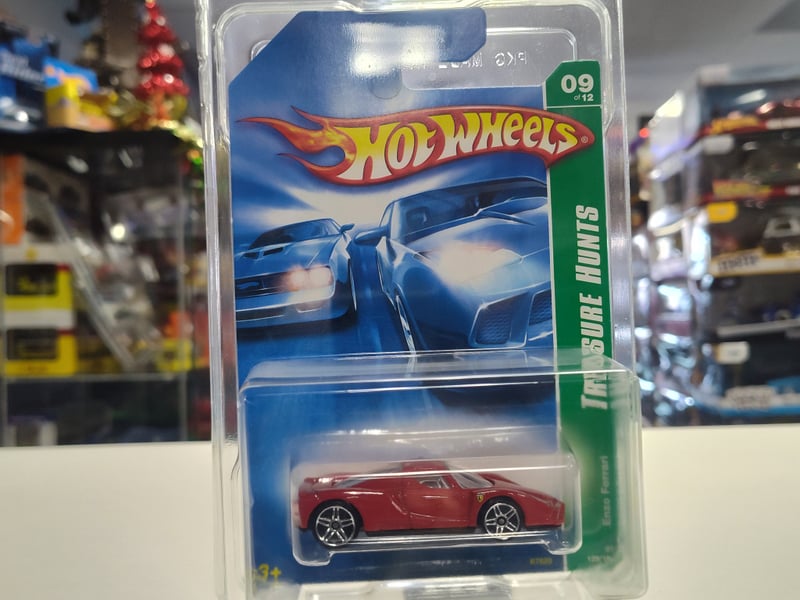 09
of 12
HOT WHEELS®
TREASURE HUNTS
Enzo Ferrari
3+